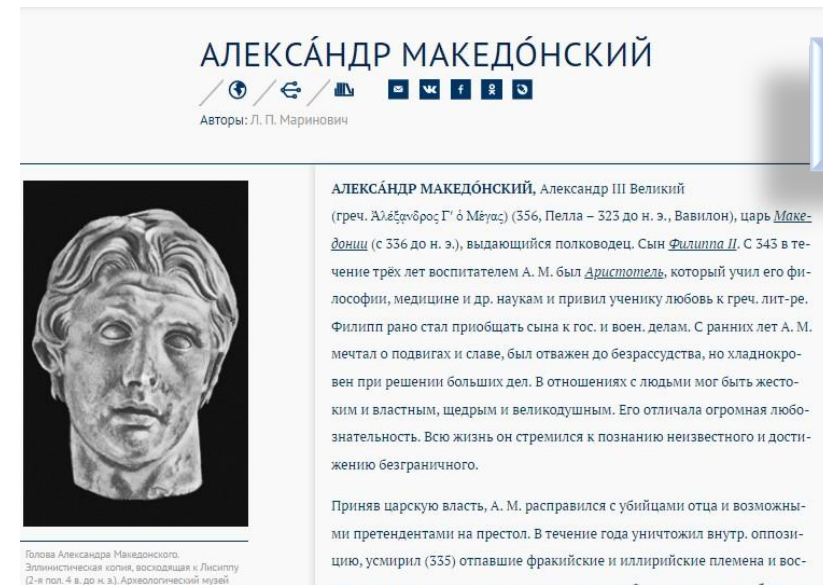 АЛЕКСА́НДР МАКЕДО́НСКИЙ
Авторы: Л. П. Маринович
АЛЕКСА́НДР МАКЕДО́НСКИЙ, Александр III Великий
(греч. Ἀλέξανδρος Γ' ὁ Μέγας) (356, Пелла – 323 до н. э., Вавилон), царь Маке-
донии (с 336 до н. э.), выдающийся полководец. Сын Филиппа II. С 343 в те-
чение трёх лет воспитателем А. М. был Аристотель, который учил его фи-
лософии, медицине и др. наукам и привил ученику любовь к греч. лит-ре.
Филипп рано стал приобщать сына к гос. и воен. делам. С ранних лет А. М.
мечтал о подвигах и славе, был отважен до безрассудства, но хладнокро-
вен при решении больших дел. В отношениях с людьми мог быть жесто-
ким и властным, щедрым и великодушным. Его отличала огромная любо-
знательность. Всю жизнь он стремился к познанию неизвестного и дости-
жению безграничного.
Приняв царскую власть, А. М. расправился с убийцами отца и возможны-
ми претендентами на престол. В течение года уничтожил внутр. оппози-
цию, усмирил (335) отпавшие фракийские и иллирийские племена и вос-
Голова Александра Македонского.
Эллинистическая копия, восходящая к Лисиппу
(2-я пол. 4 в. до н. э.). Археологический музей